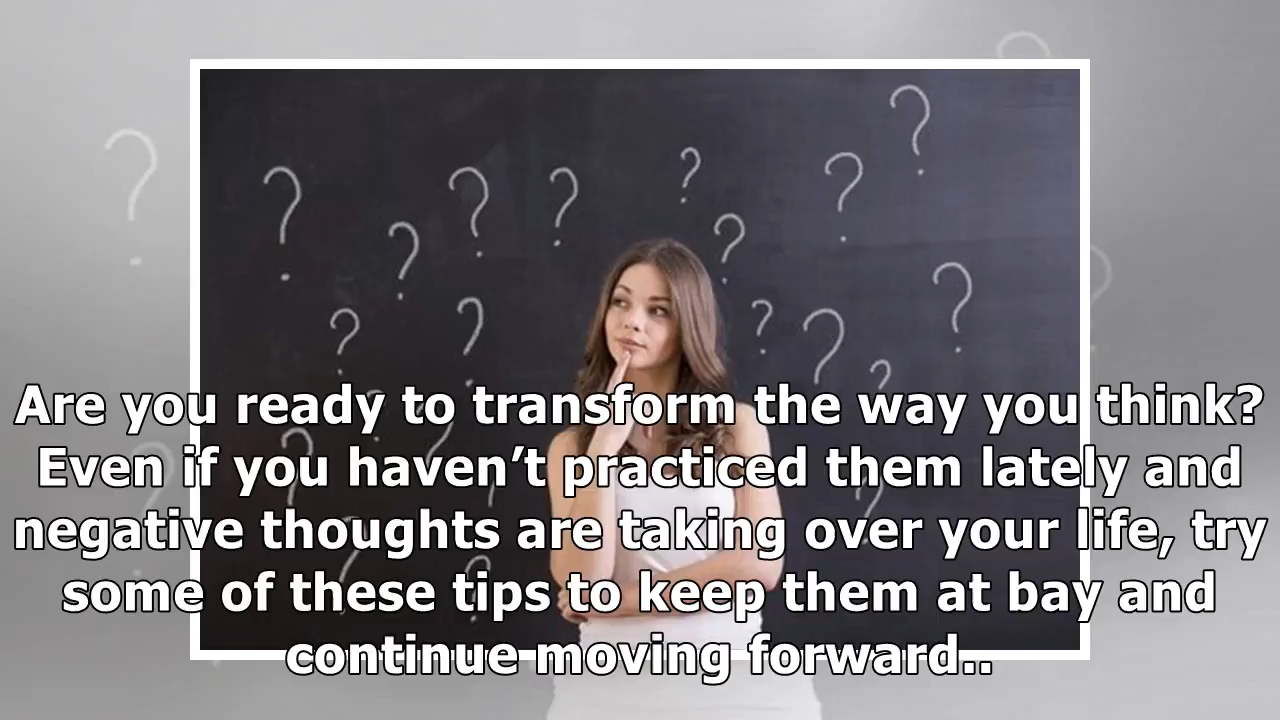 Are you ready to transform the way you think?
Even if you haven’t practiced them lately and
negative thoughts are taking over your life, try
some of these tips to keep them at bay and
continue moving forward..